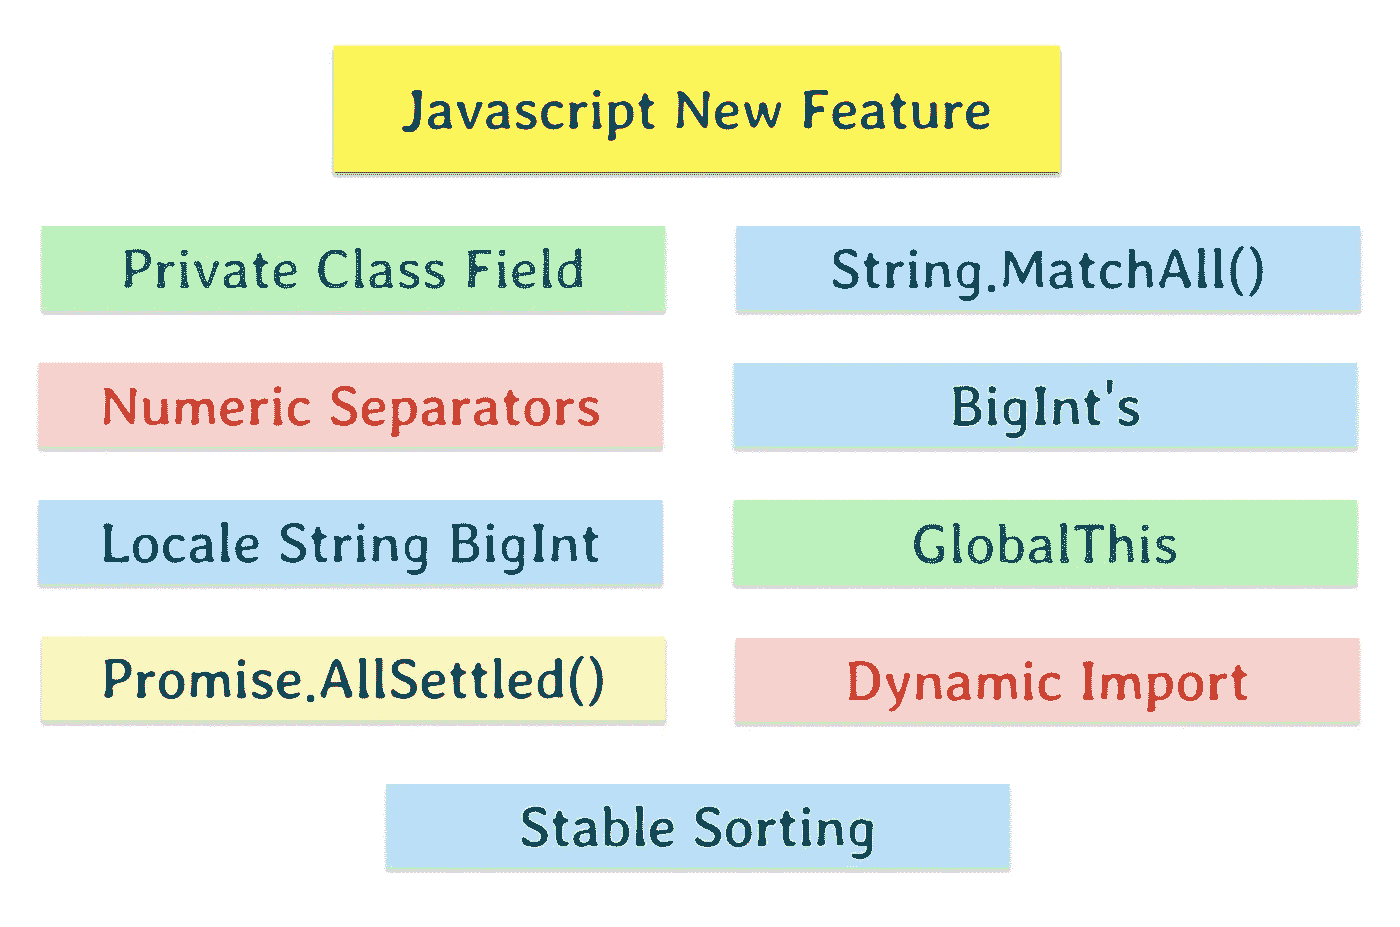 Javascript New Feature
Private Class Field
String.MatchAll()
Numeric Separators
BigInt's
Locale String BigInt
GlobalThis
Promise.AllSettled()
Dynamic Import
Stable Sorting